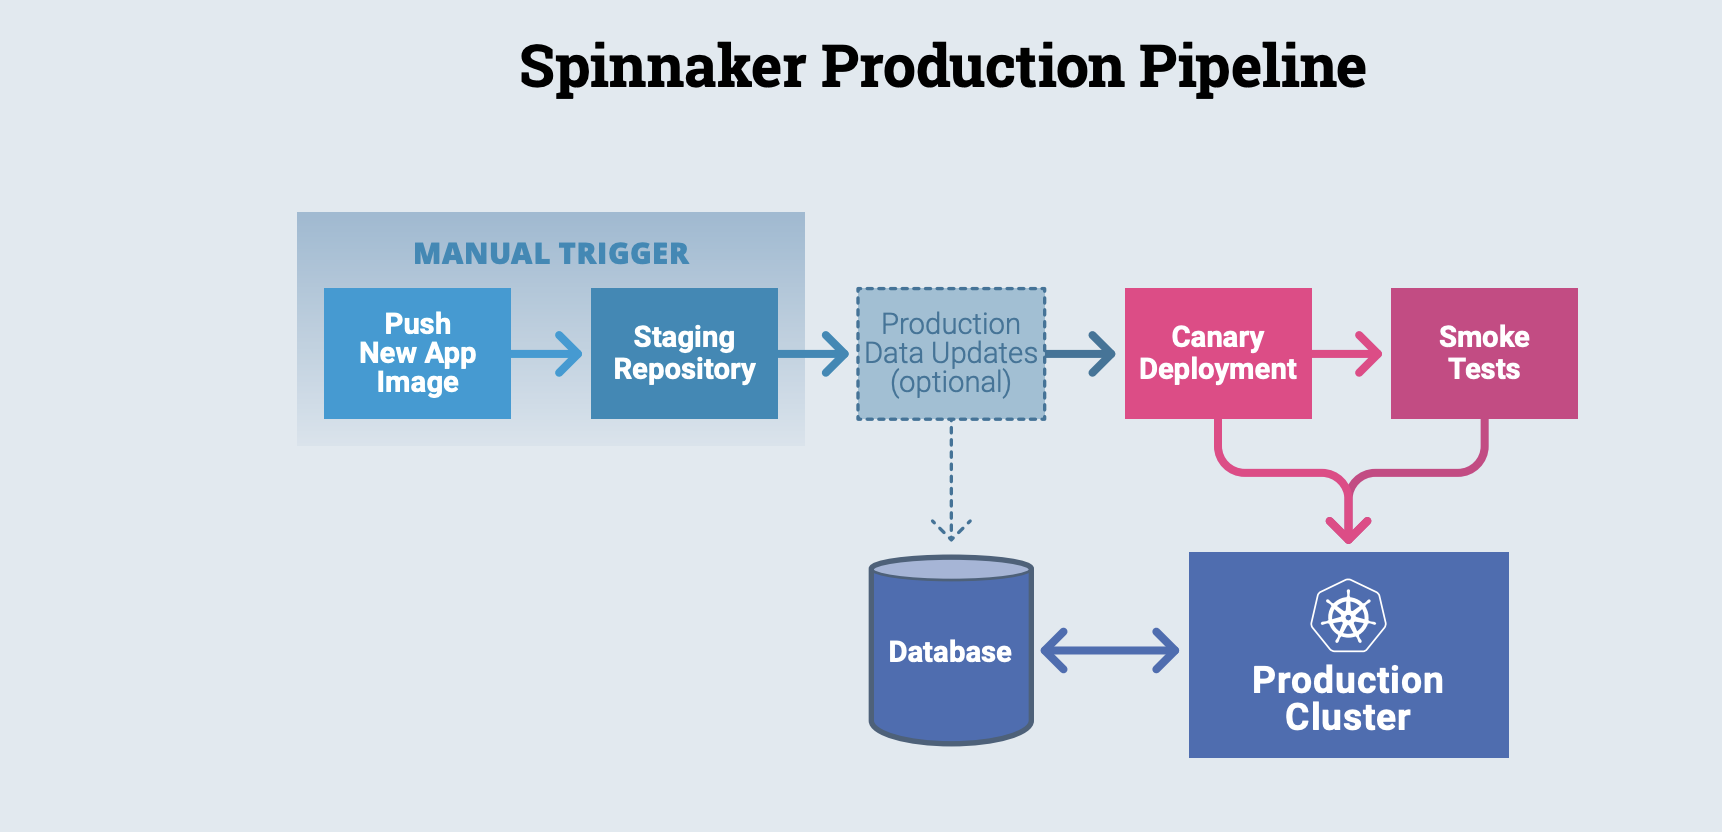 Spinnaker Production Pipeline
MANUAL TRIGGER
Push
New App
Image
Staging
Repository
Production
Data Updates
(optional)
Canary
Deployment
Smoke
Tests
Database
Production
Cluster